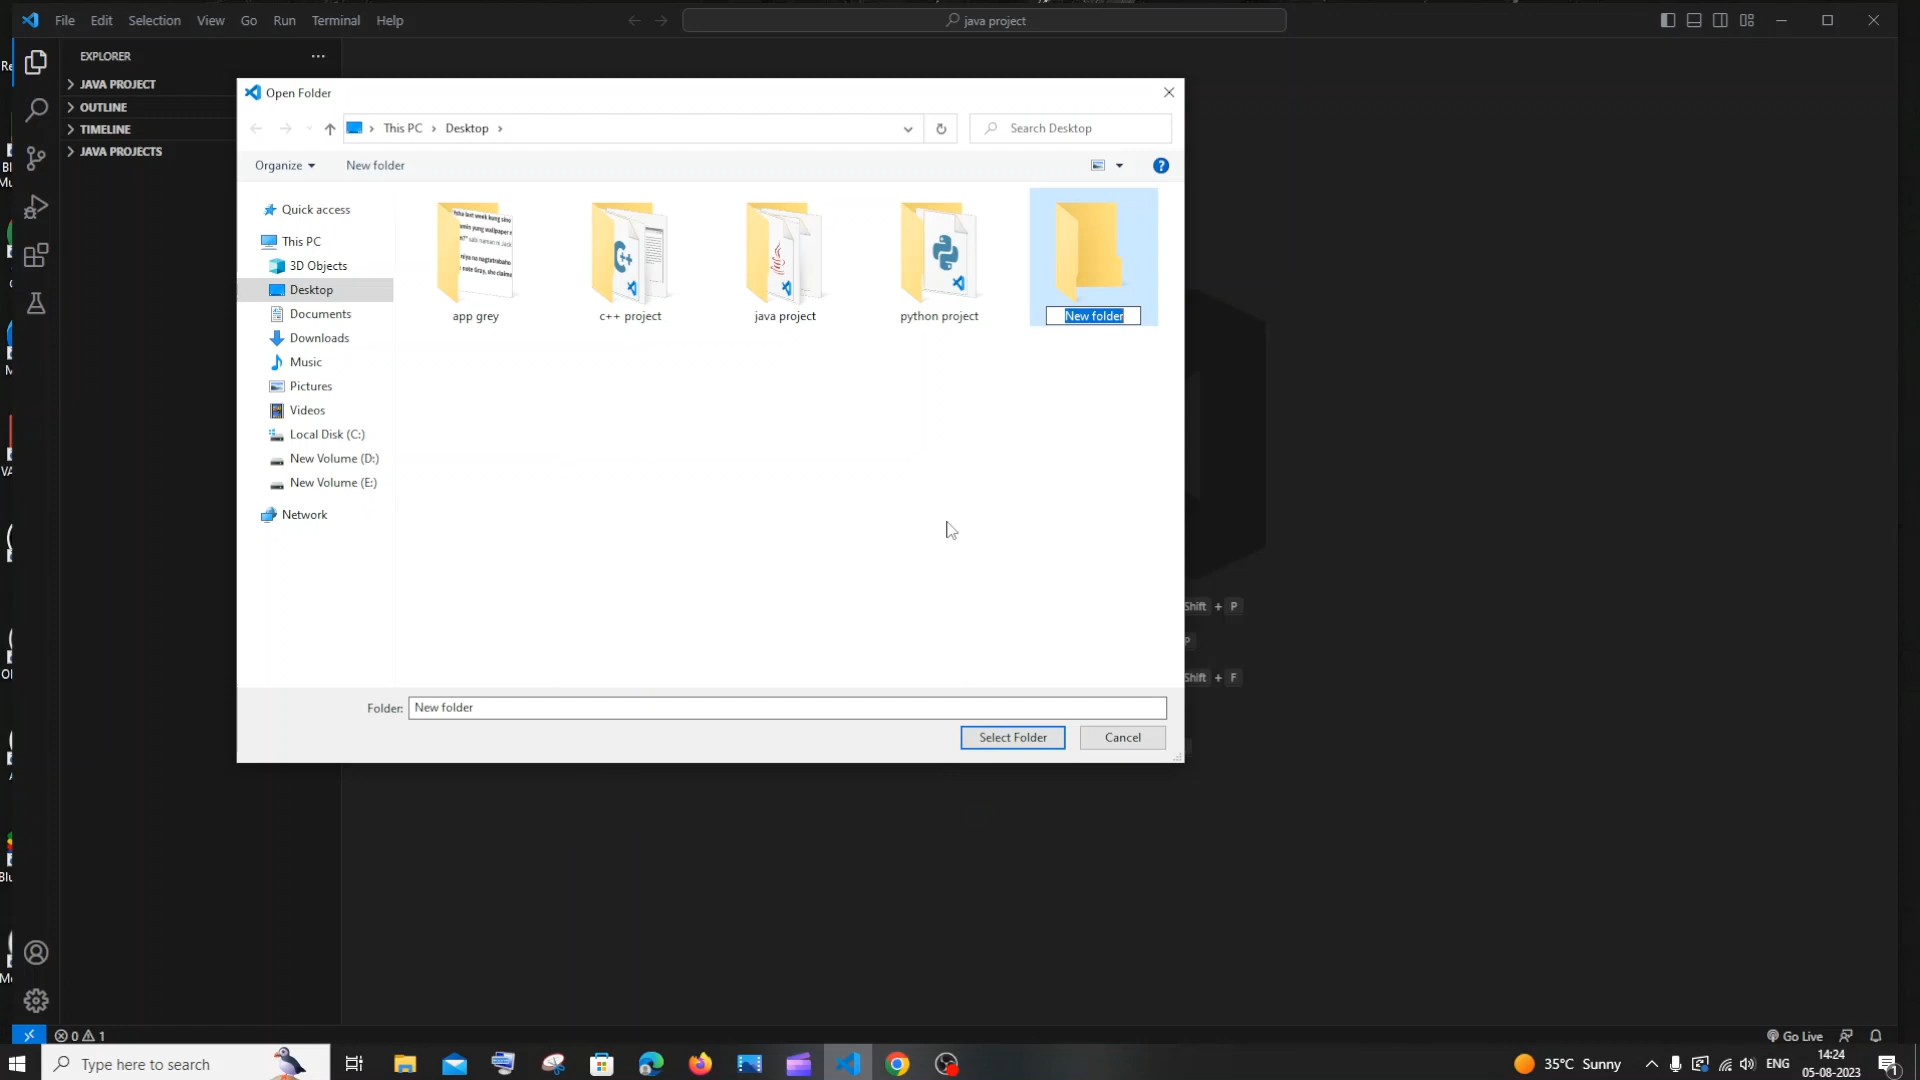 File Edit Selection View Go Run Terminal Help
java project
EXPLORER
JAVA PROJECT
OUTLINE
TIMELINE
JAVA PROJECTS
Open Folder
This PC
Desktop
Search Desktop
Organize
New folder
Quick access
This PC
3D Objects
Desktop
Documents
Downloads
Music
Pictures
Videos
Local Disk (C:)
New Volume (D:)
New Volume (E:)
Network
app grey
c++ project
java project
python project
New folder
Shift + P
P
Shift + F
Folder: New folder
Select Folder
Cancel
0 1
Go Live
Type here to search
35°C Sunny
ENG
14:24
05-08-2023
1